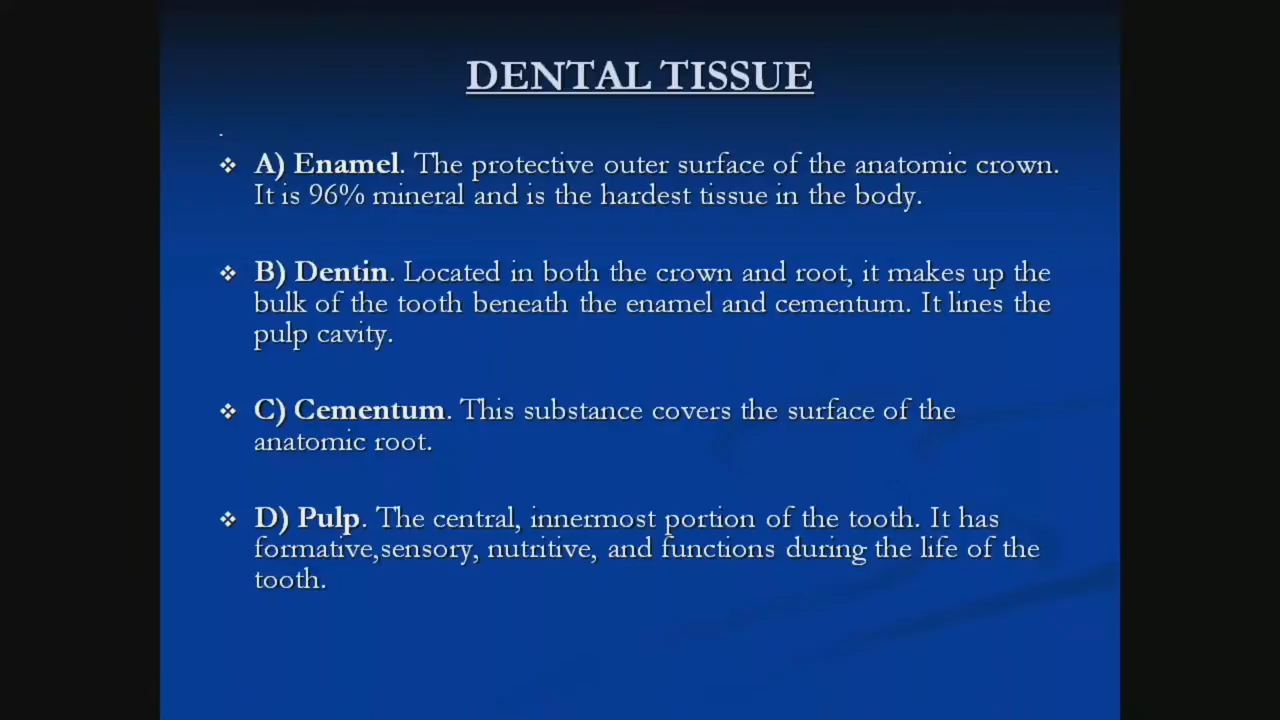 DENTAL TISSUE
.
❖ A) Enamel. The protective outer surface of the anatomic crown.
It is 96% mineral and is the hardest tissue in the body.
❖ B) Dentin. Located in both the crown and root, it makes up the
bulk of the tooth beneath the enamel and cementum. It lines the
pulp cavity.
❖ C) Cementum. This substance covers the surface of the
anatomic root.
❖ D) Pulp. The central, innermost portion of the tooth. It has
formative,sensory, nutritive, and functions during the life of the
tooth.